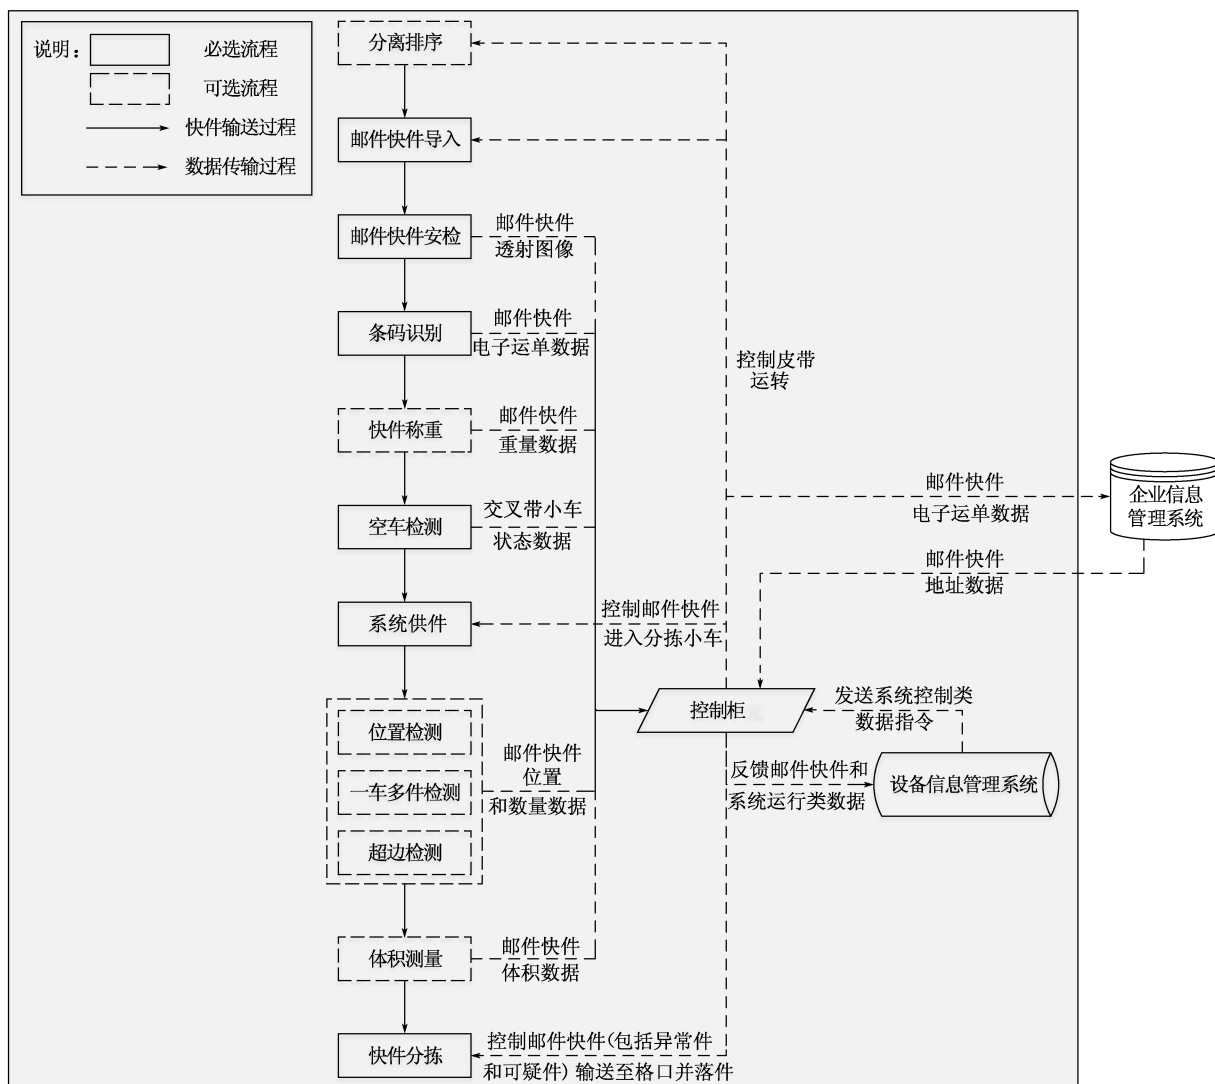 说明：
必选流程
可选流程
快件输送过程
数据传输过程
分离排序
邮件快件导入
邮件快件安检
邮件快件
透射图像
条码识别
邮件快件
电子运单数据
控制皮带
运转
快件称重
邮件快件
重量数据
空车检测
交叉带小车
状态数据
邮件快件
电子运单数据
企业信息
管理系统
邮件快件
地址数据
系统供件
控制邮件快件
进入分拣小车
控制柜
发送系统控制类
数据指令
位置检测
一车多件检测
超边检测
邮件快件
位置
和数量数据
反馈邮件快件和
系统运行类数据
设备信息管理系统
体积测量
邮件快件
体积数据
快件分拣
控制邮件快件(包括异常件
和可疑件)输送至格口并落件